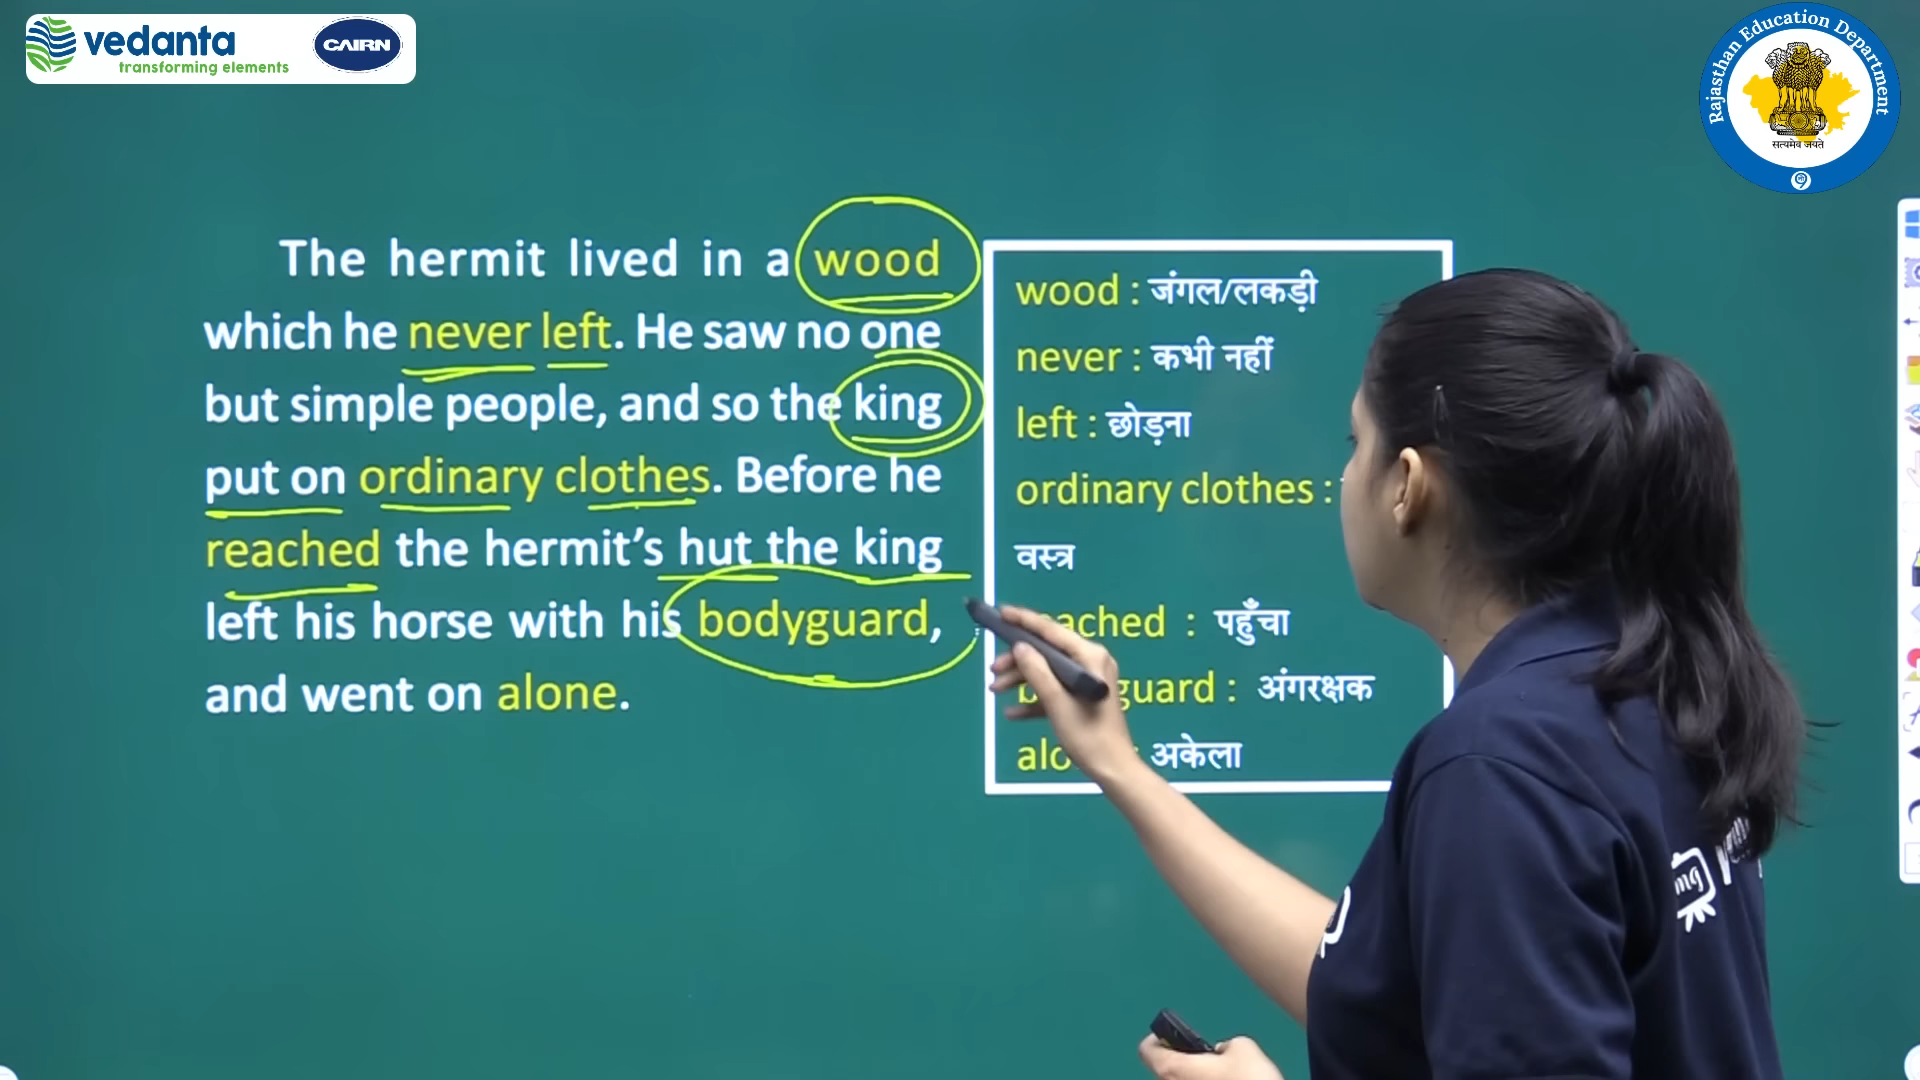 vedanta
transforming elements
CAIRN
Rajasthan Education Department
सत्यमेव जयते
The hermit lived in a wood
which he never left. He saw no one
but simple people, and so the king
put on ordinary clothes. Before he
reached the hermit's hut the king
left his horse with his bodyguard,
and went on alone.
wood : जंगल/लकड़ी
never : कभी नहीं
left : छोड़ना
ordinary clothes :
वस्त्र
ached : पहुँचा
guard : अंगरक्षक
alo : अकेला
mg